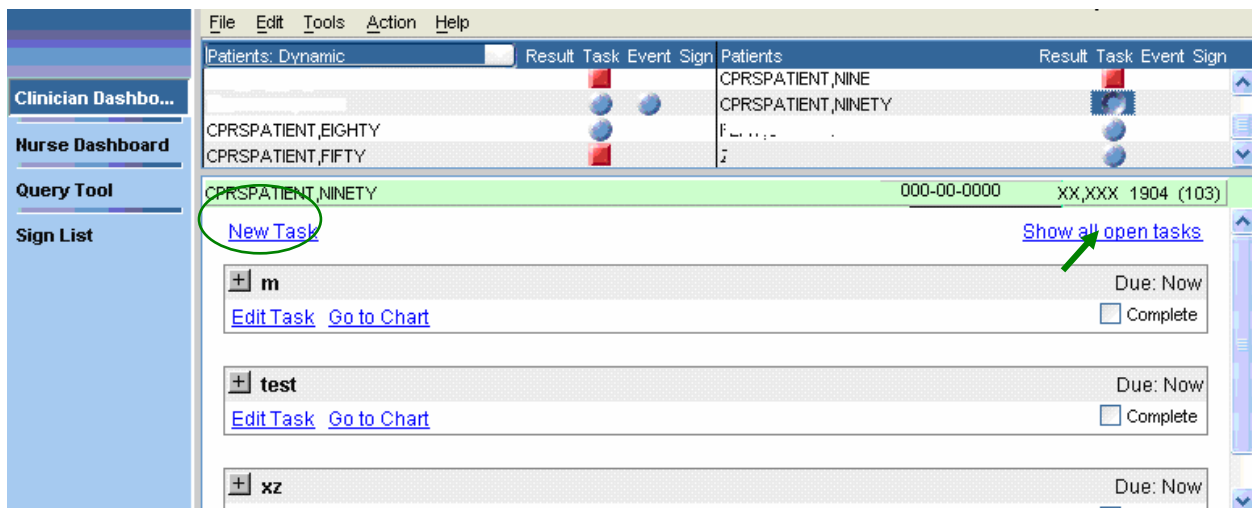 File Edit Tools Action Help
Patients: Dynamic Result Task Event Sign Patients Result Task Event Sign
CPRSPATIENT,NINE
CPRSPATIENT,NINETY
CPRSPATIENT,EIGHTY
CPRSPATIENT,FIFTY
Clinician Dashbo...
Nurse Dashboard
Query Tool
Sign List
CPRSPATIENT,NINETY 000-00-0000 XX,XXX 1904 (103)
New Task Show all open tasks
+ m Due: Now
Edit Task Go to Chart Complete
+ test Due: Now
Edit Task Go to Chart Complete
+ xz Due: Now